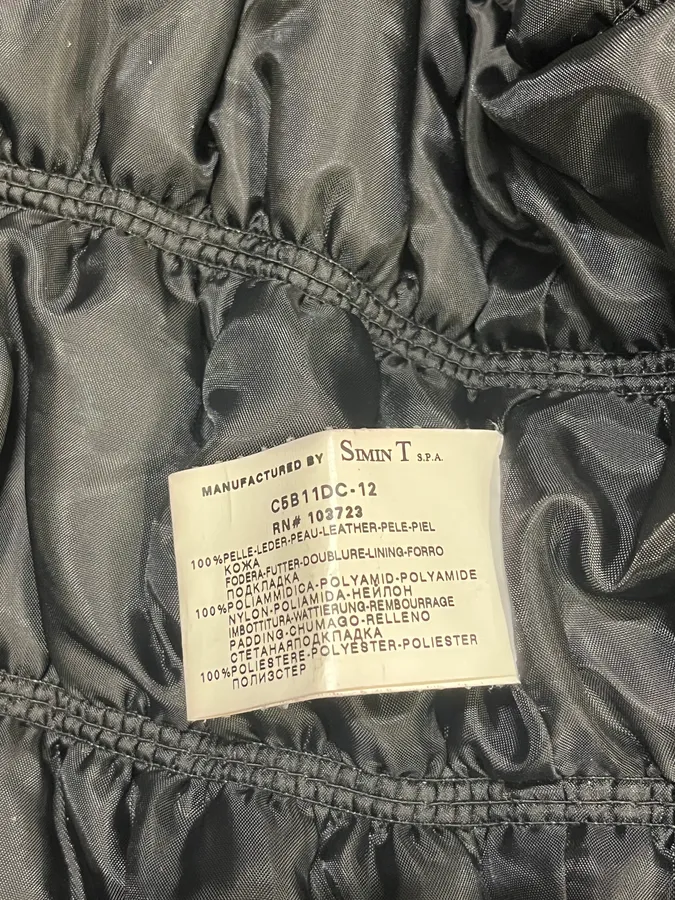 MANUFACTURED BY SIMIN T S.P.A.
C5B11DC-12
RN# 103723
100%PELLE-LEDER-PEAU-LEATHER-PELE-PIEL
КОЖА
FODERA-FUTTER-DOUBLURE-LINING-FORRO
ПОДКЛАДКА
100%POLIAMMIDICA-POLYAMID-POLYAMIDE
NYLON-POLIAMIDA-НЕЙЛОН
IMBOTTITURA-WATTIERUNG-REMBOURRAGE
PADDING-CHUMAGO-RELLENO
СТЕГАНАЯПОДКЛАДКА
100%POLIESTERE-POLYESTER-POLIESTER
ПОЛИЭСТЕР